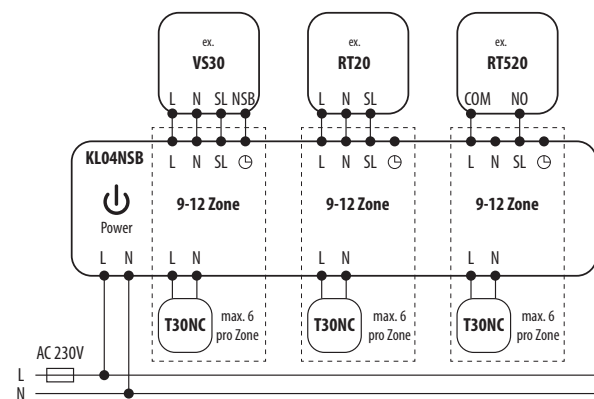 ex.
VS30
L N SL NSB
ex.
RT20
L N SL
ex.
RT520
COM NO
KL04NSB
Power
L N
L N SL
9-12 Zone
L N
L N SL
9-12 Zone
L N
L N SL
9-12 Zone
L N
T30NC
max. 6
pro Zone
T30NC
max. 6
pro Zone
T30NC
max. 6
pro Zone
AC 230V
L
N